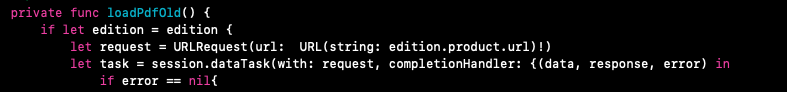 private func loadPdfOld() {
if let edition = edition {
let request = URLRequest(url:  URL(string: edition.product.url)!)
let task = session.dataTask(with: request, completionHandler: {(data, response, error) in
if error == nil{